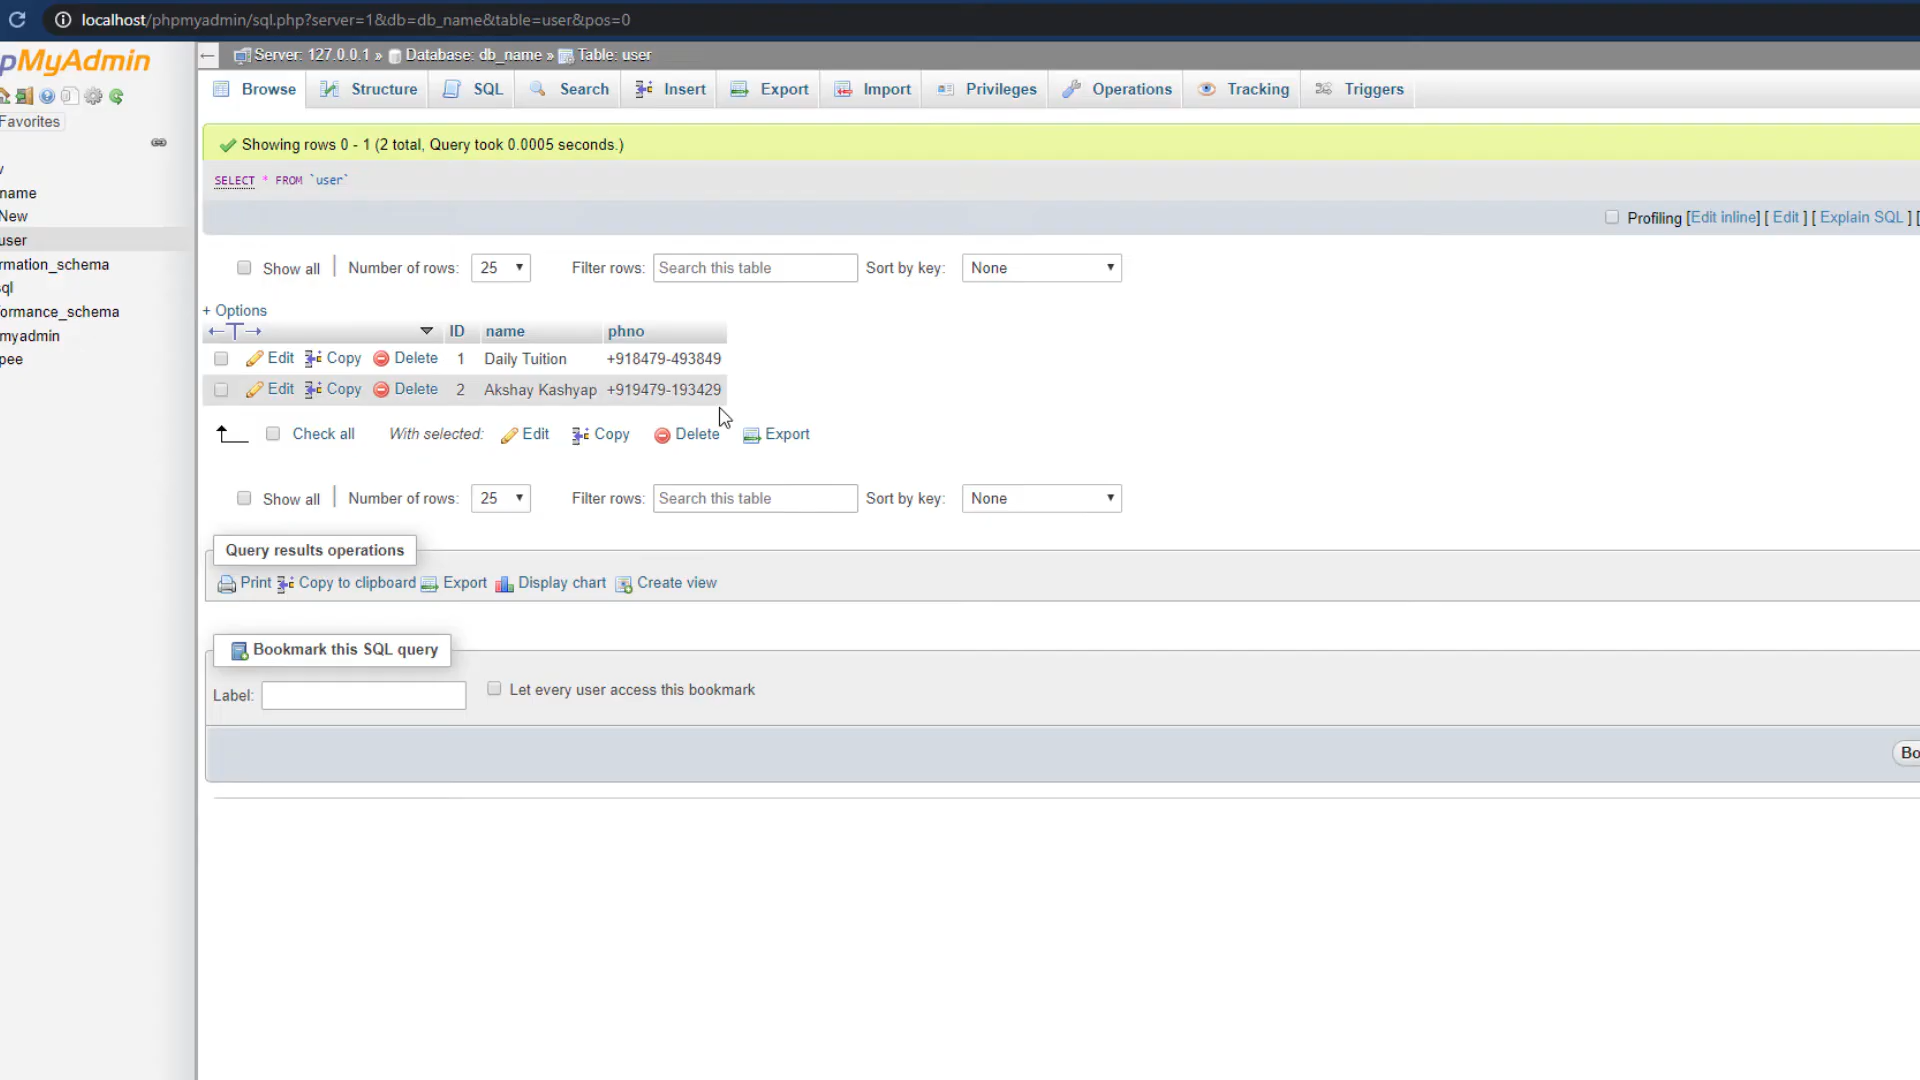 localhost/phpmyadmin/sql.php?server=1&db=db_name&table=user&pos=0
pMyAdmin
Favorites
name
New
user
rmation_schema
sql
ormance_schema
myadmin
pee
Server: 127.0.0.1 » Database: db_name » Table: user
Browse Structure SQL Search Insert Export Import Privileges Operations Tracking Triggers
Showing rows 0 - 1 (2 total, Query took 0.0005 seconds.)
SELECT * FROM `user`
Profiling [Edit inline] [ Edit ] [ Explain SQL ] [
Show all | Number of rows: 25 Filter rows: Search this table Sort by key: None
+ Options
←T→ ID name phno
Edit Copy Delete 1 Daily Tuition +918479-493849
Edit Copy Delete 2 Akshay Kashyap +919479-193429
Check all With selected: Edit Copy Delete Export
Show all | Number of rows: 25 Filter rows: Search this table Sort by key: None
Query results operations
Print Copy to clipboard Export Display chart Create view
Bookmark this SQL query
Label: Let every user access this bookmark
Bo